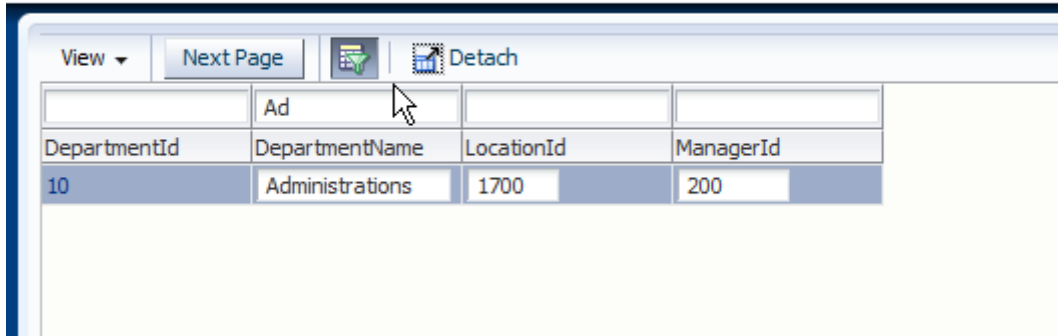 View Next Page Detach
Ad
DepartmentId DepartmentName LocationId ManagerId
10 Administrations 1700 200